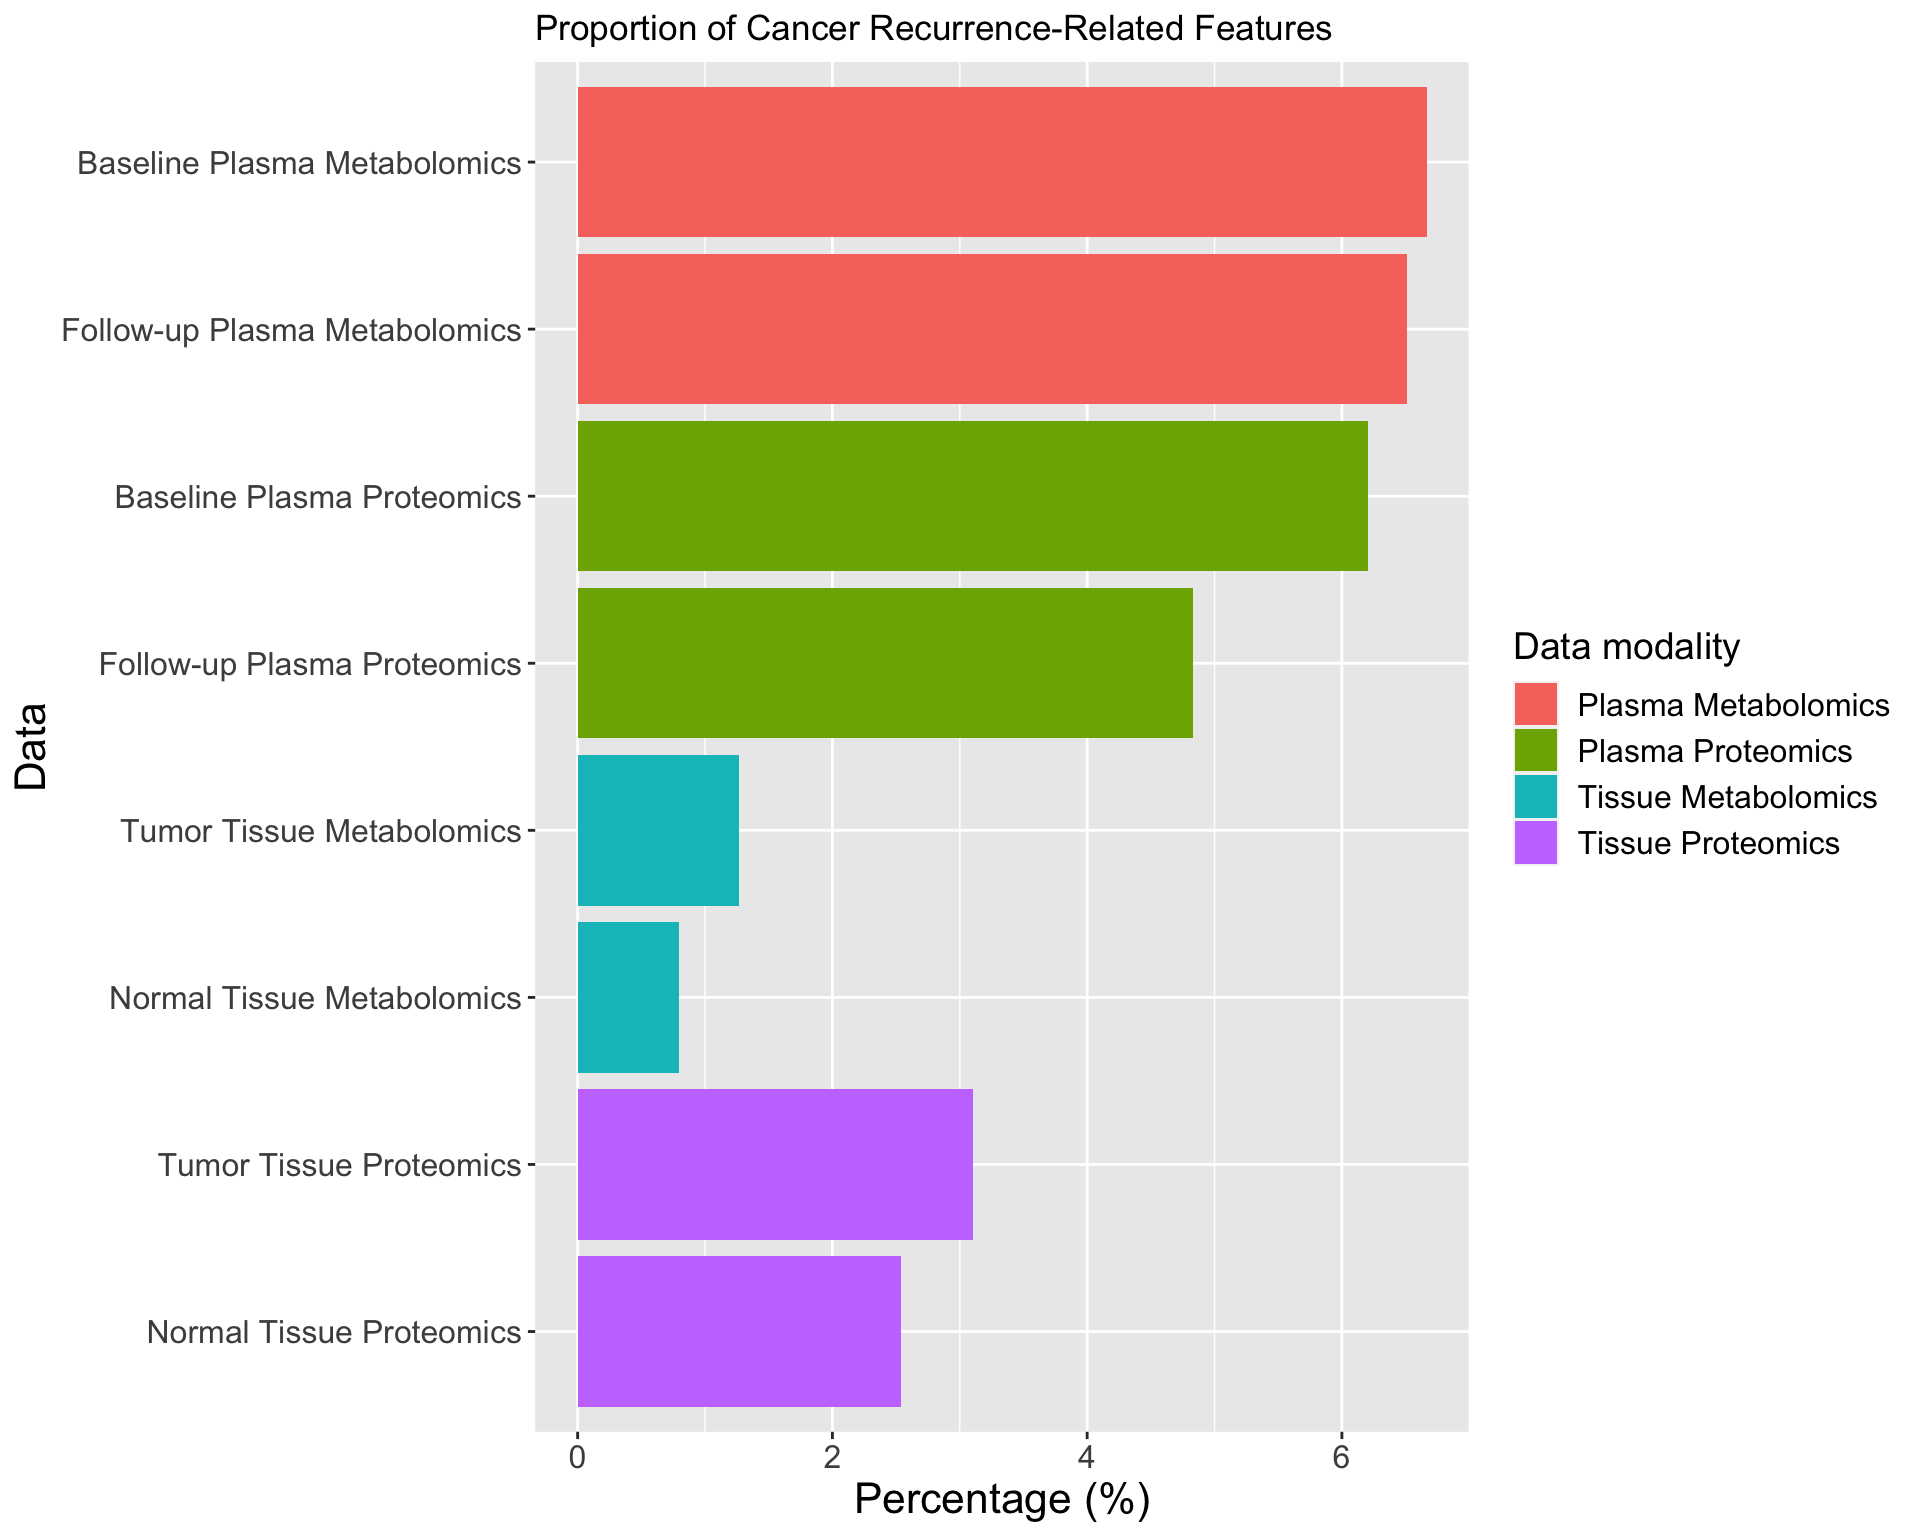 Proportion of Cancer Recurrence-Related Features
Baseline Plasma Metabolomics
Follow-up Plasma Metabolomics
Baseline Plasma Proteomics
Follow-up Plasma Proteomics
Tumor Tissue Metabolomics
Normal Tissue Metabolomics
Tumor Tissue Proteomics
Normal Tissue Proteomics
Data
0 2 4 6
Percentage (%)
Data modality
Plasma Metabolomics
Plasma Proteomics
Tissue Metabolomics
Tissue Proteomics